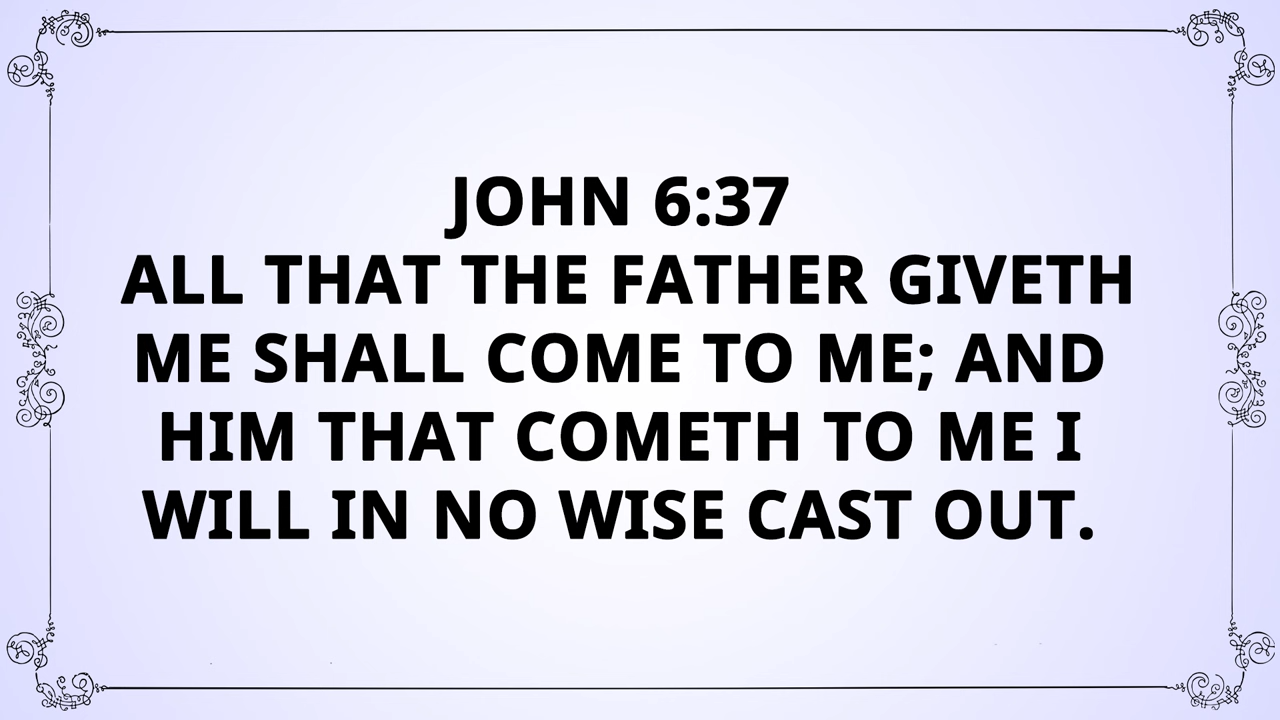 JOHN 6:37
ALL THAT THE FATHER GIVETH
ME SHALL COME TO ME; AND
HIM THAT COMETH TO ME I
WILL IN NO WISE CAST OUT.